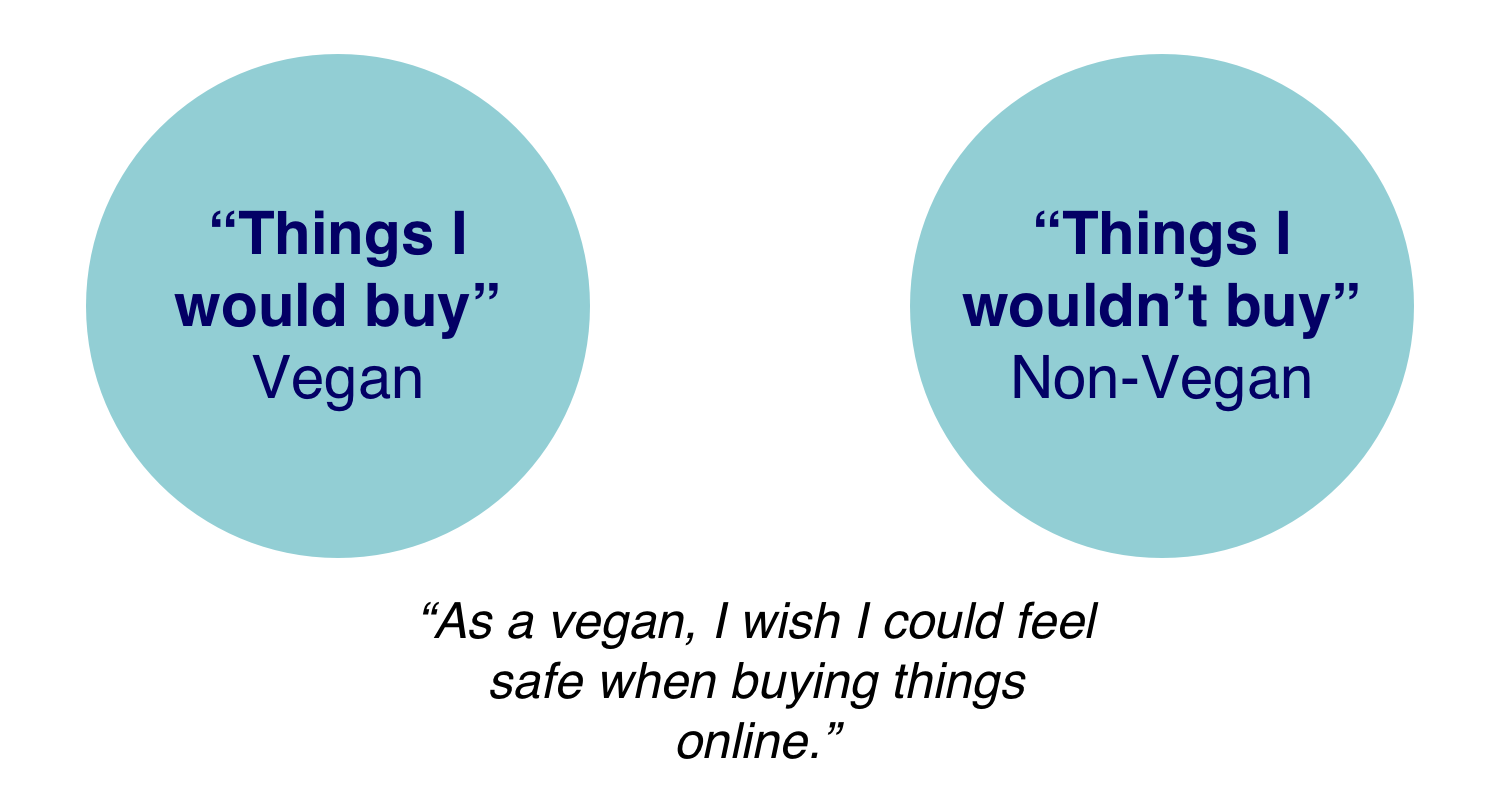 “Things I
would buy”
Vegan
“Things I
wouldn’t buy”
Non-Vegan
“As a vegan, I wish I could feel
safe when buying things
online.”